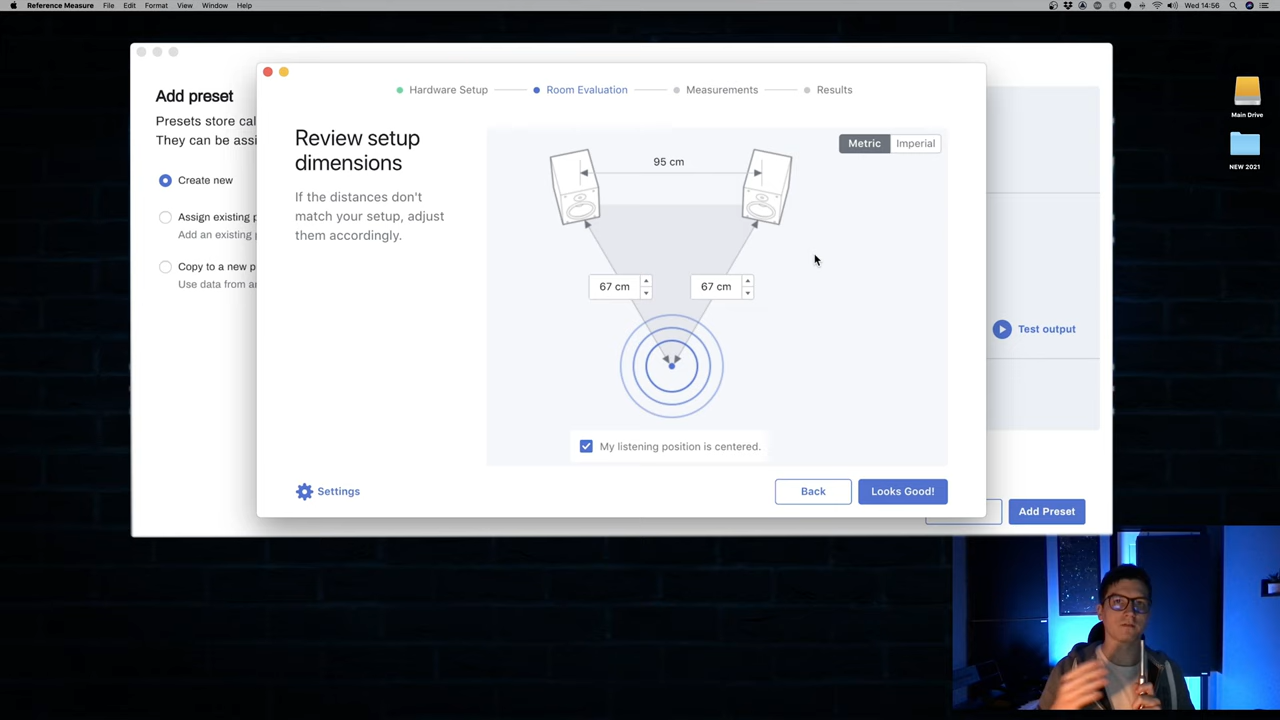 Reference Measure File Edit Format View Window Help
Wed 14:56
Main Drive
NEW 2021
Add preset
Presets store cal
They can be assi
Create new
Assign existing p
Add an existing
Copy to a new p
Use data from a
Test output
Add Preset
Hardware Setup
Room Evaluation
Measurements
Results
Review setup
dimensions
If the distances don't
match your setup, adjust
them accordingly.
Metric
Imperial
95 cm
67 cm
67 cm
My listening position is centered.
Settings
Back
Looks Good!